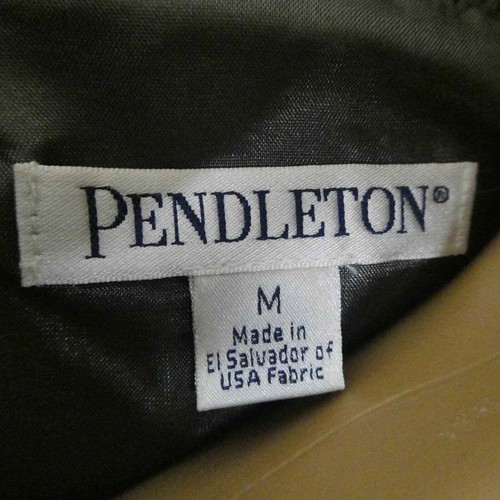 PENDLETON®
M
Made in
El Salvador of
USA Fabric